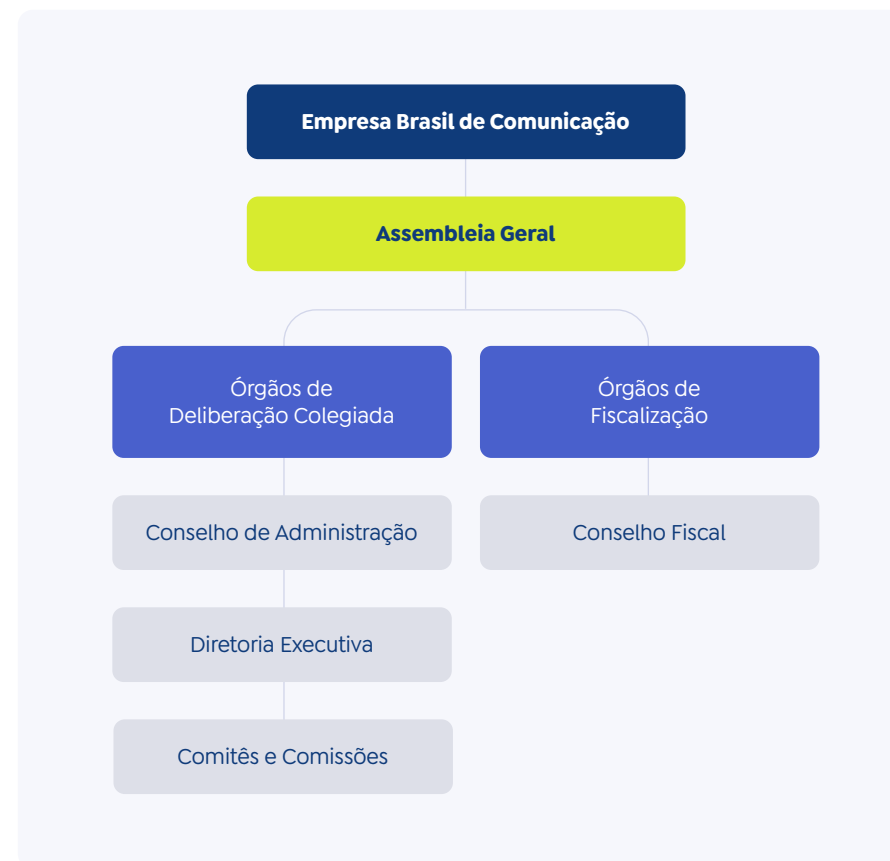 Empresa Brasil de Comunicação
Assembleia Geral
Órgãos de
Deliberação Colegiada
Órgãos de
Fiscalização
Conselho de Administração
Conselho Fiscal
Diretoria Executiva
Comitês e Comissões